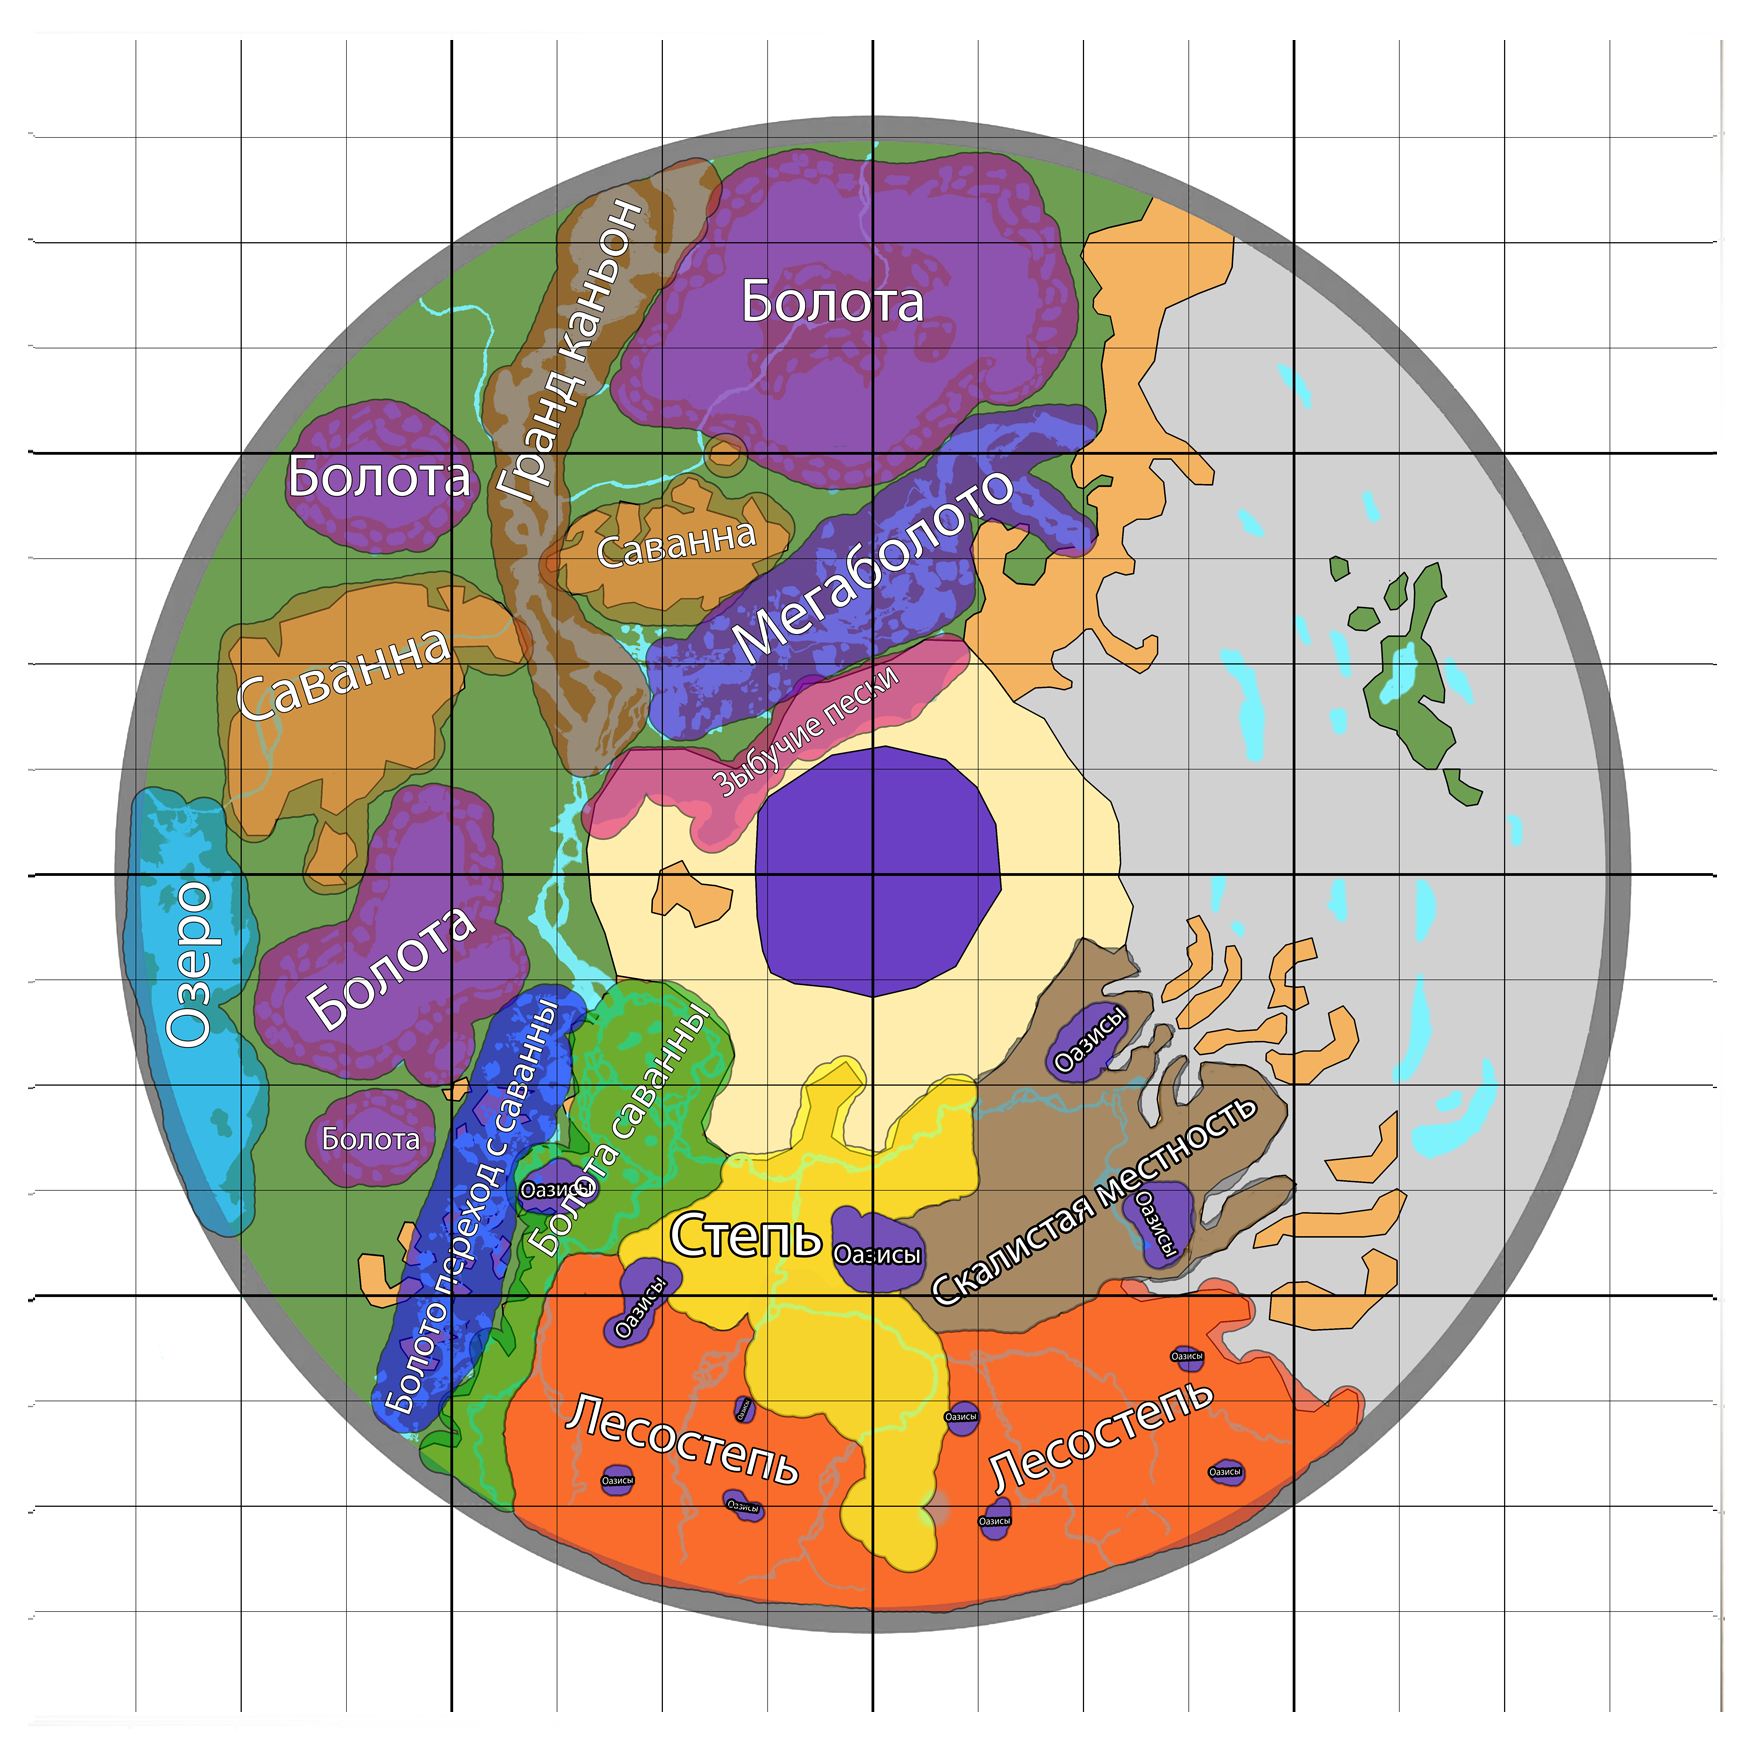 Гранд каньон
Болота
Болота
Саванна
Мегаболото
Саванна
Зыбучие пески
Озеро
Болота
Болото переход с саванны
Болота саванны
Оазисы
Болота
Оазисы
Степь
Оазисы
Скалистая местность
Оазисы
Оазисы
Оазисы
Лесостепь
Оазисы
Лесостепь
Оазисы
Оазисы
Оазисы
Оазисы
Оазисы